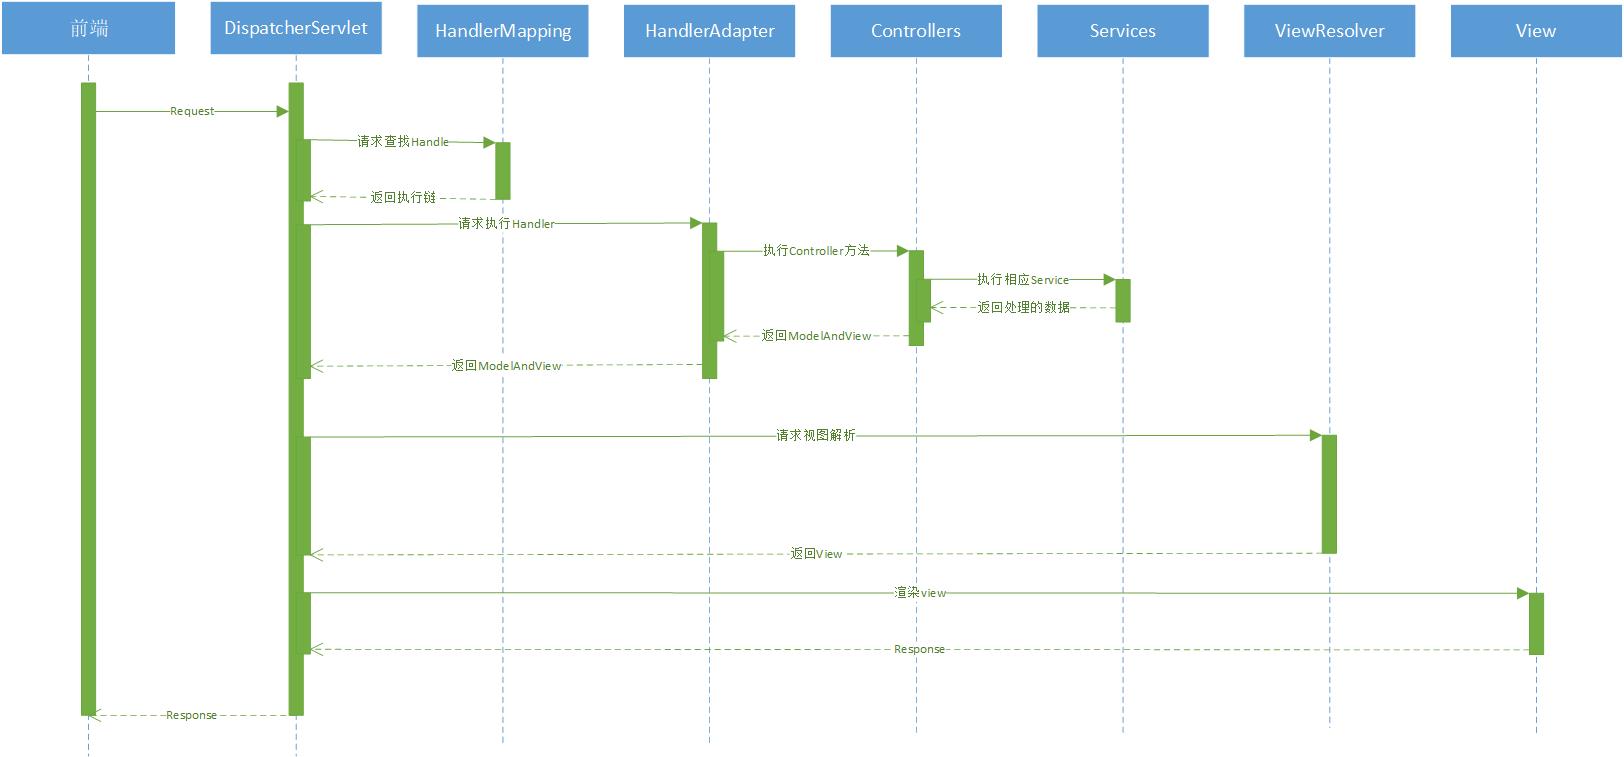 前端
DispatcherServlet
HandlerMapping
HandlerAdapter
Controllers
Services
ViewResolver
View
Request
请求查找Handle
返回执行链
请求执行Handler
执行Controller方法
执行相应Service
返回处理的数据
返回ModelAndView
返回ModelAndView
请求视图解析
返回View
渲染view
Response
Response